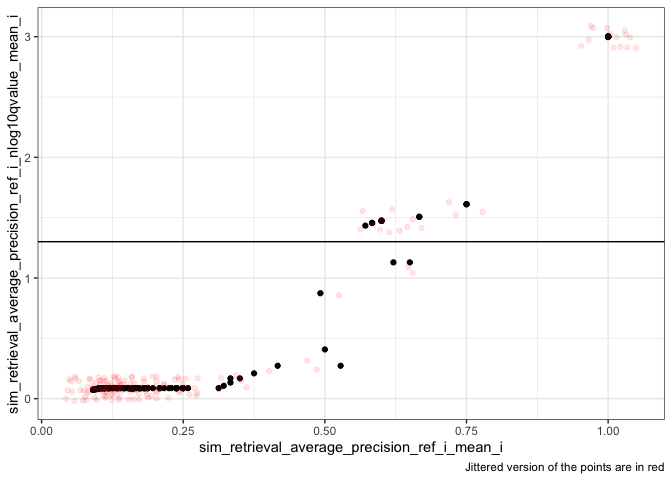 sim_retrieval_average_precision_ref_i_nlog10qvalue_mean_i
3
2
1
0
0.00 0.25 0.50 0.75 1.00
sim_retrieval_average_precision_ref_i_mean_i
Jittered version of the points are in red